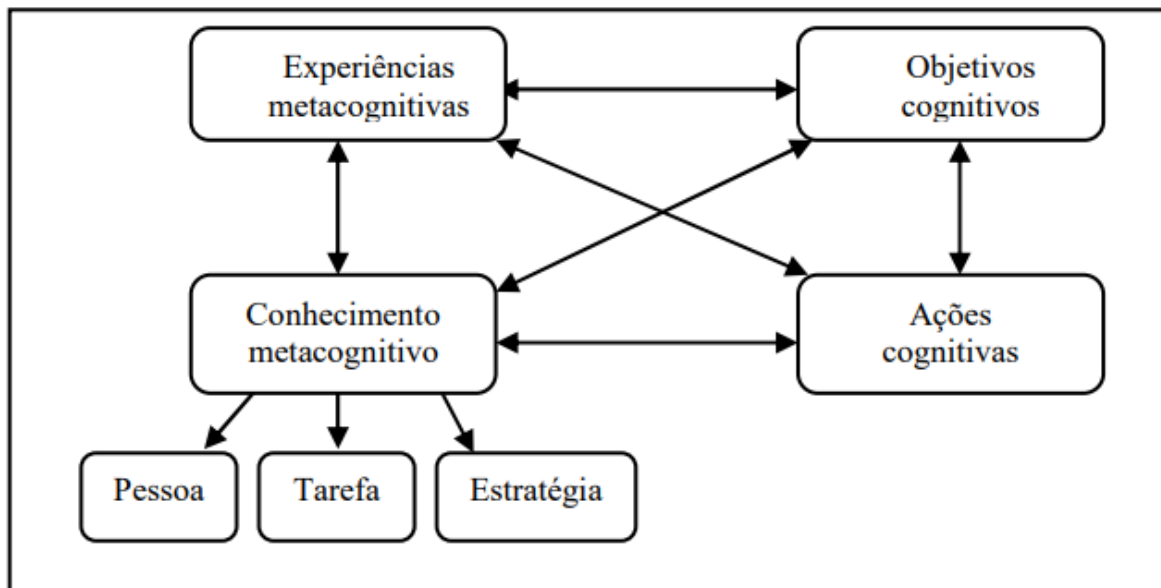 Experiências
metacognitivas
Objetivos
cognitivos
Conhecimento
metacognitivo
Ações
cognitivas
Pessoa
Tarefa
Estratégia